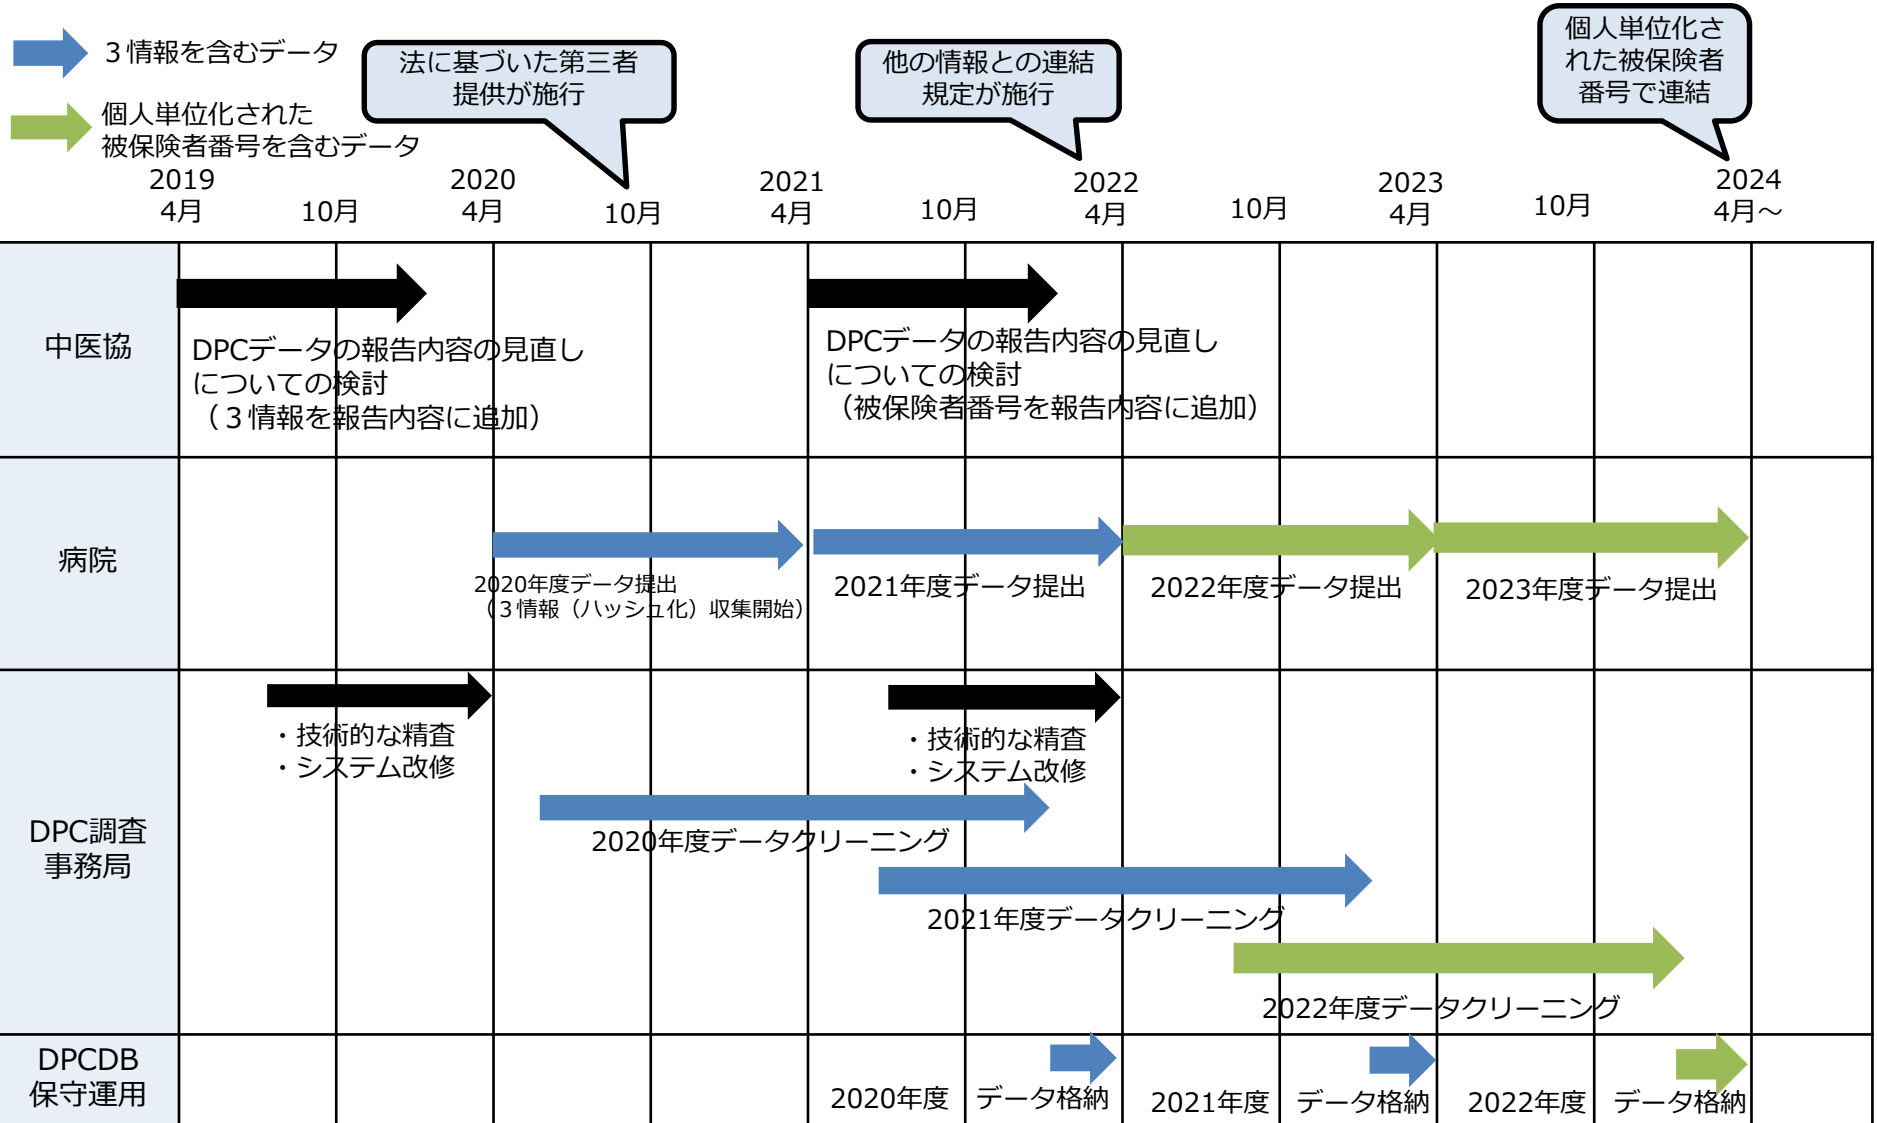 ３情報を含むデータ
個人単位化された
被保険者番号を含むデータ
法に基づいた第三者
提供が施行
他の情報との連結
規定が施行
個人単位化さ
れた被保険者
番号で連結
2019
4月
10月
2020
4月
10月
2021
4月
10月
2022
4月
10月
2023
4月
10月
2024
4月～
中医協
DPCデータの報告内容の見直し
についての検討
（３情報を報告内容に追加）
DPCデータの報告内容の見直し
についての検討
（被保険者番号を報告内容に追加）
病院
2020年度データ提出
（３情報（ハッシュ化）収集開始）
2021年度データ提出
2022年度データ提出
2023年度データ提出
DPC調査
事務局
・技術的な精査
・システム改修
・技術的な精査
・システム改修
2020年度データクリーニング
2021年度データクリーニング
2022年度データクリーニング
DPCDB
保守運用
2020年度 データ格納
2021年度 データ格納
2022年度 データ格納